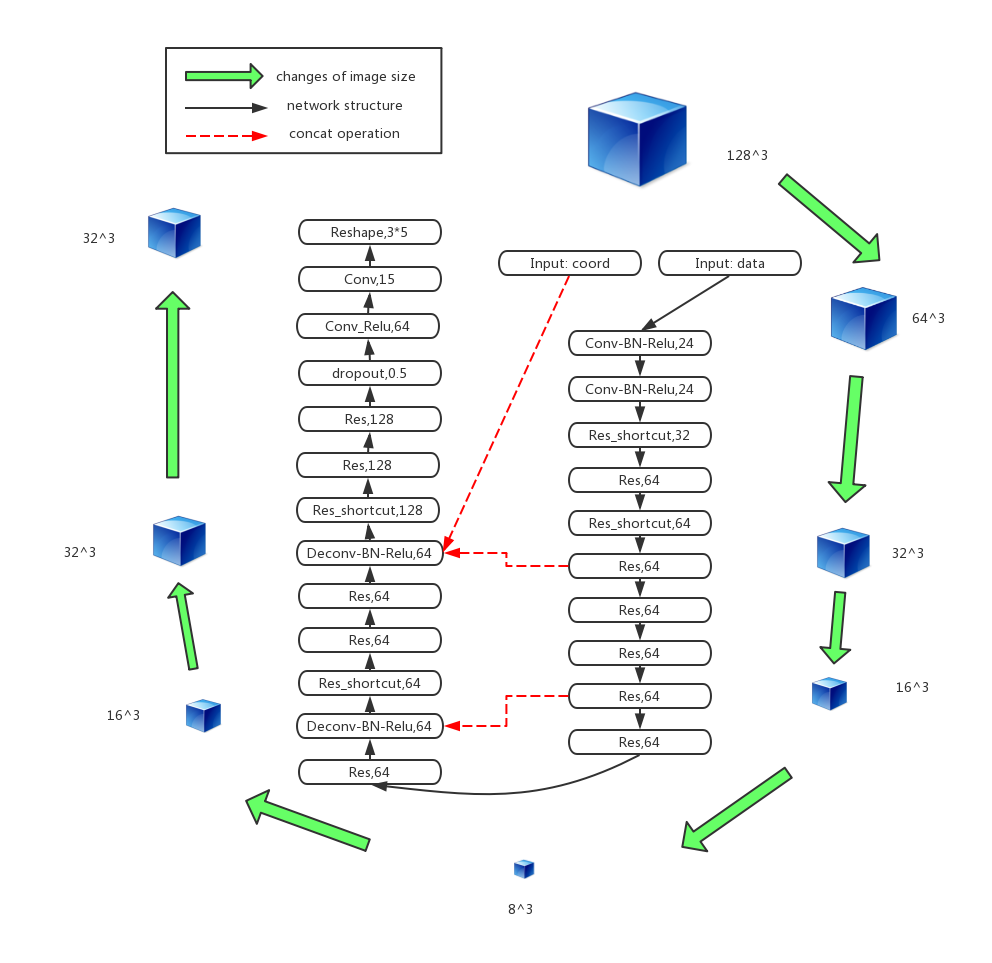 changes of image size
network structure
concat operation
128^3
64^3
32^3
16^3
8^3
16^3
32^3
32^3
Input: coord
Input: data
Conv-BN-Relu,24
Conv-BN-Relu,24
Res_shortcut,32
Res,64
Res_shortcut,64
Res,64
Res,64
Res,64
Res,64
Res,64
Reshape,3*5
Conv,15
Conv_Relu,64
dropout,0.5
Res,128
Res,128
Res_shortcut,128
Deconv-BN-Relu,64
Res,64
Res,64
Res_shortcut,64
Deconv-BN-Relu,64
Res,64